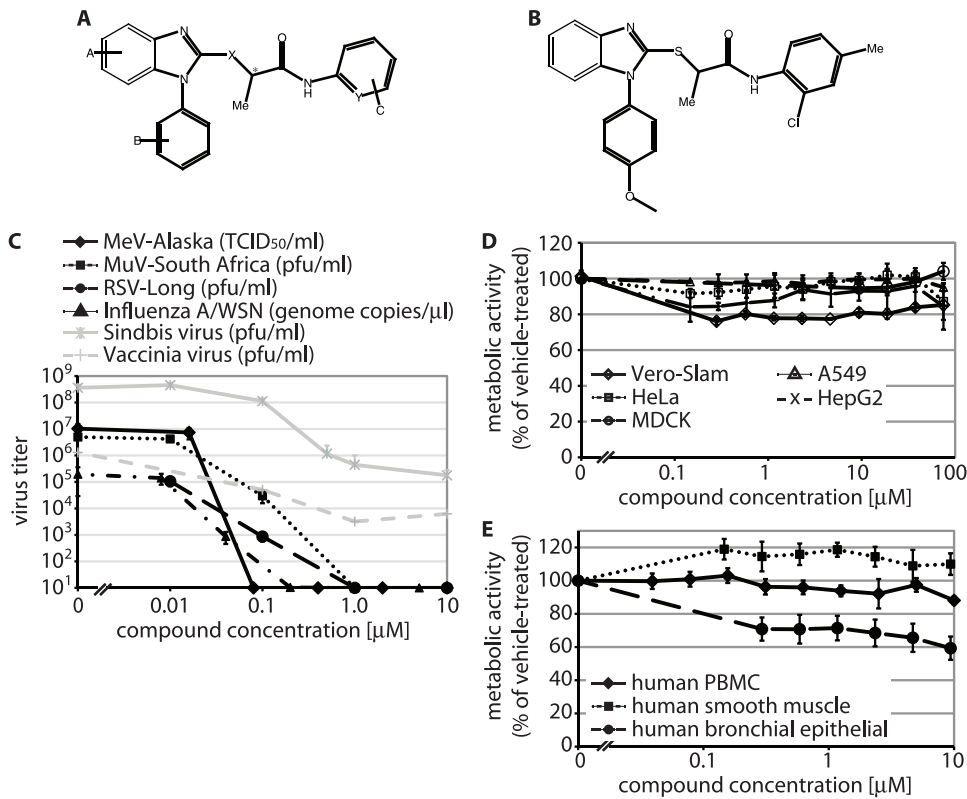 A
A
N
N
X
*
Me
O
N
H
Y
C
B
B
N
N
S
Me
O
N
H
Cl
Me
O
C
MeV-Alaska (TCID50/ml)
MuV-South Africa (pfu/ml)
RSV-Long (pfu/ml)
Influenza A/WSN (genome copies/μl)
Sindbis virus (pfu/ml)
Vaccinia virus (pfu/ml)
virus titer
10^9
10^8
10^7
10^6
10^5
10^4
10^3
10^2
10^1
0 0.01 0.1 1.0 10
compound concentration [μM]
D
metabolic activity
(% of vehicle-treated)
120
100
80
60
40
20
0
Vero-Slam
HeLa
MDCK
A549
HepG2
0 0.1 1 10 100
compound concentration [μM]
E
metabolic activity
(% of vehicle-treated)
120
100
80
60
40
20
0
human PBMC
human smooth muscle
human bronchial epithelial
0 0.1 1 10
compound concentration [μM]